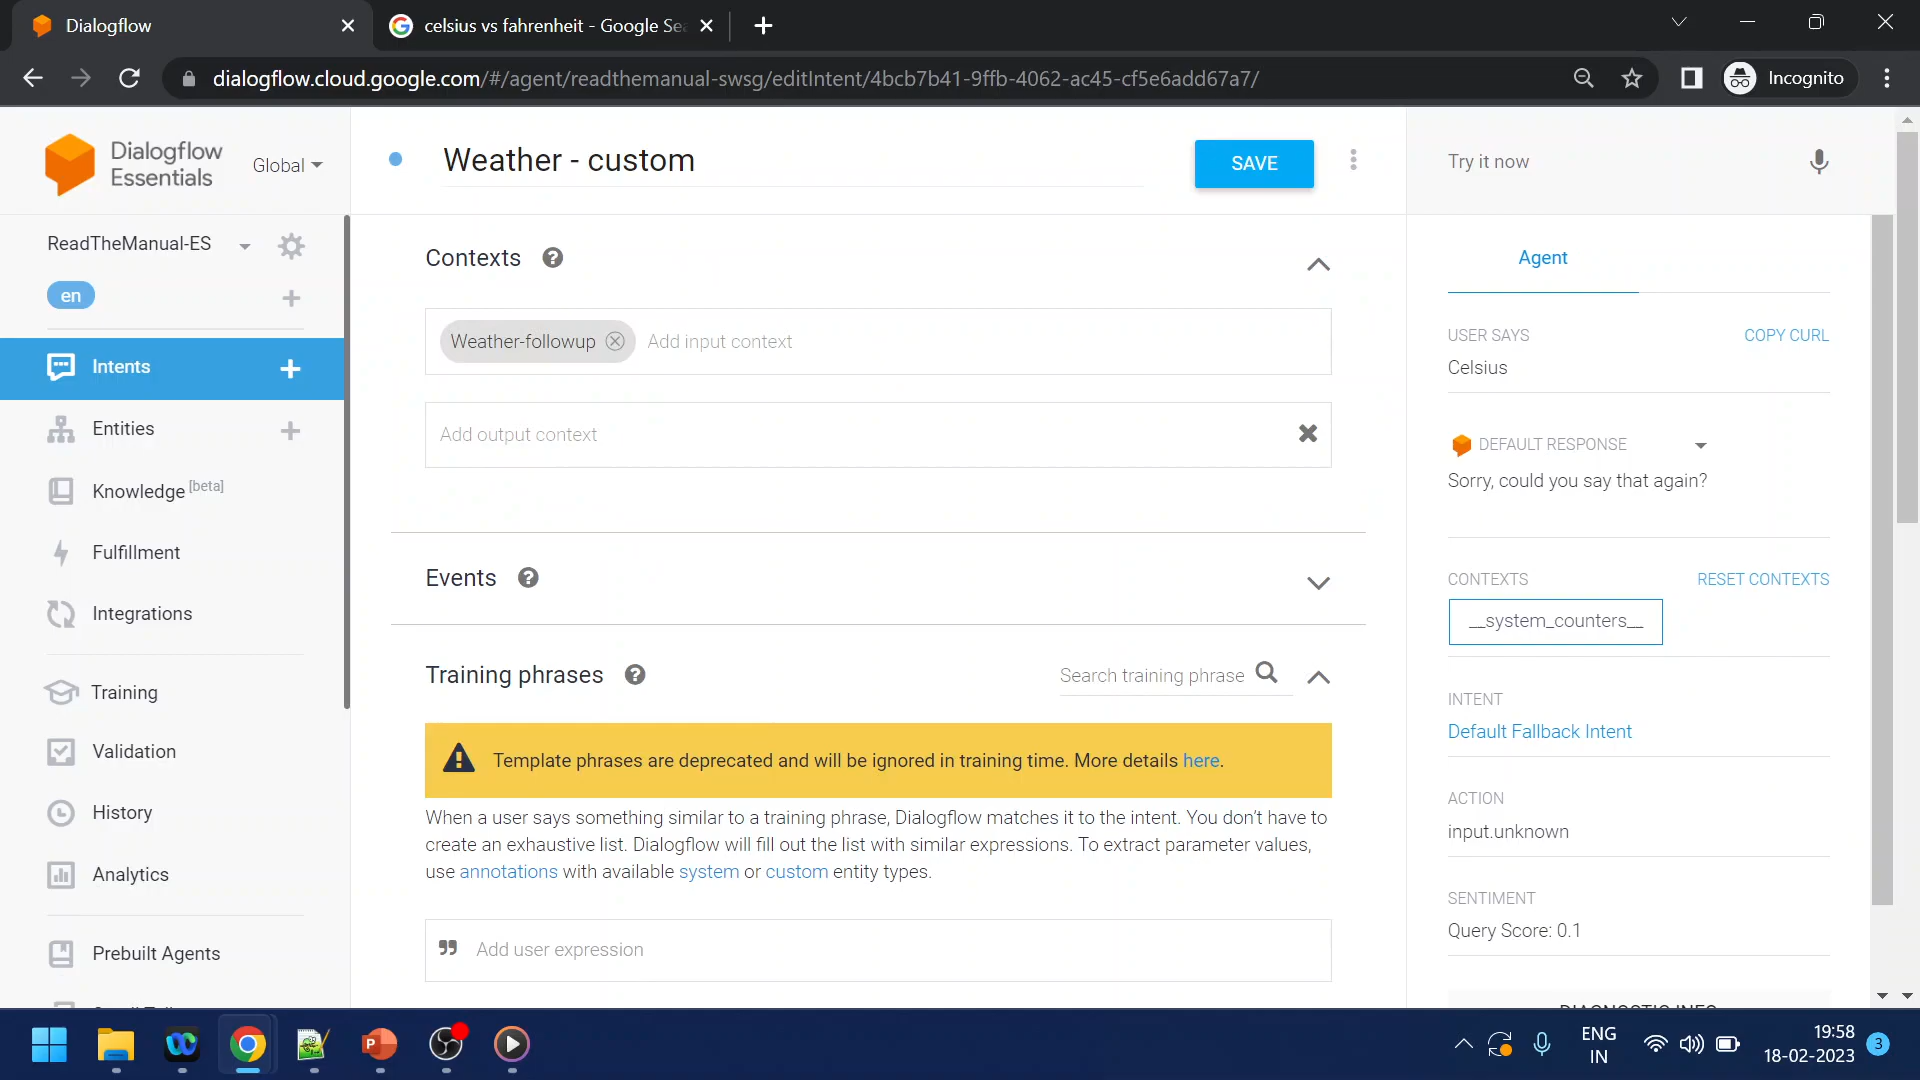 Dialogflow
celsius vs fahrenheit - Google Sea
dialogflow.cloud.google.com/#/agent/readthemanual-swsg/editIntent/4bcb7b41-9ffb-4062-ac45-cf5e6add67a7/
Incognito
Dialogflow
Essentials
Global
Weather - custom
SAVE
Try it now
ReadTheManual-ES
en
Intents
Entities
Knowledge [beta]
Fulfillment
Integrations
Training
Validation
History
Analytics
Prebuilt Agents
Contexts
Weather-followup
Add input context
Add output context
Events
Training phrases
Search training phrase
Template phrases are deprecated and will be ignored in training time. More details here.
When a user says something similar to a training phrase, Dialogflow matches it to the intent. You don't have to
create an exhaustive list. Dialogflow will fill out the list with similar expressions. To extract parameter values,
use annotations with available system or custom entity types.
Add user expression
Agent
USER SAYS
COPY CURL
Celsius
DEFAULT RESPONSE
Sorry, could you say that again?
CONTEXTS
RESET CONTEXTS
__system_counters__
INTENT
Default Fallback Intent
ACTION
input.unknown
SENTIMENT
Query Score: 0.1
DIAGNOSTIC INFO
ENG
IN
19:58
18-02-2023
3